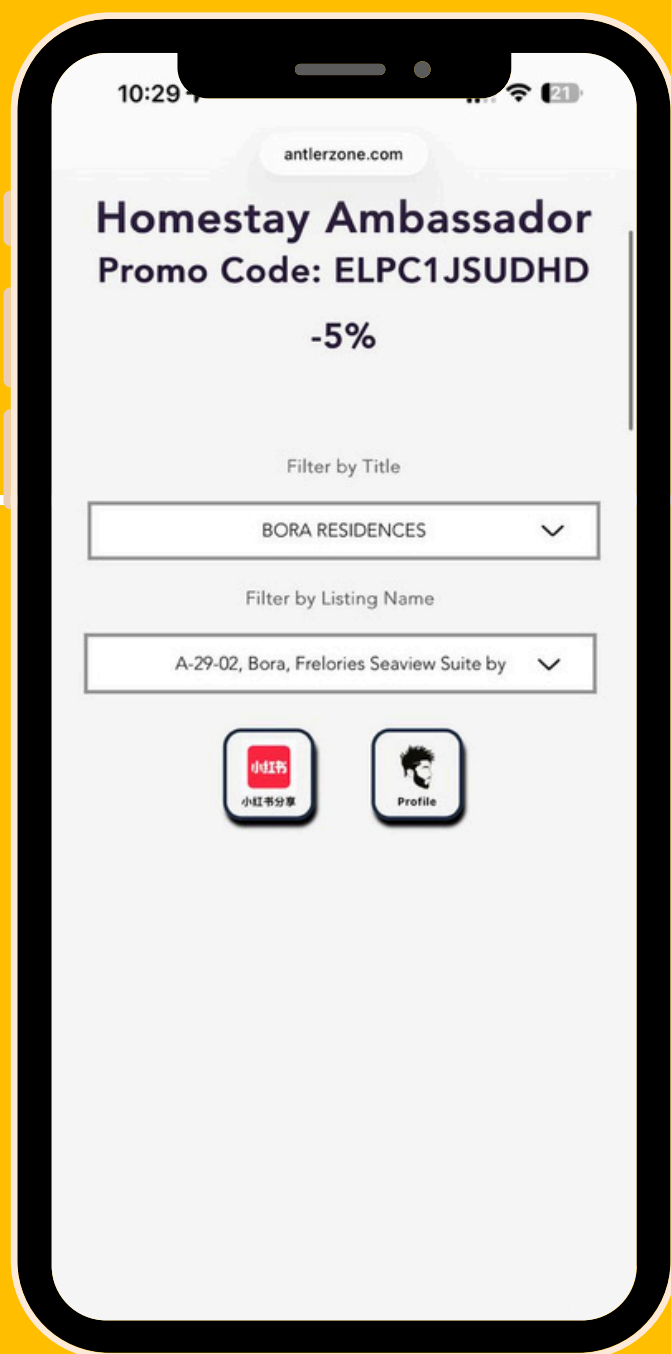 10:29
21
antlerzone.com
Homestay Ambassador
Promo Code: ELPC1JSUDHD
-5%
Filter by Title
BORA RESIDENCES
Filter by Listing Name
A-29-02, Bora, Frelories Seaview Suite by
小红书
小红书分享
Profile